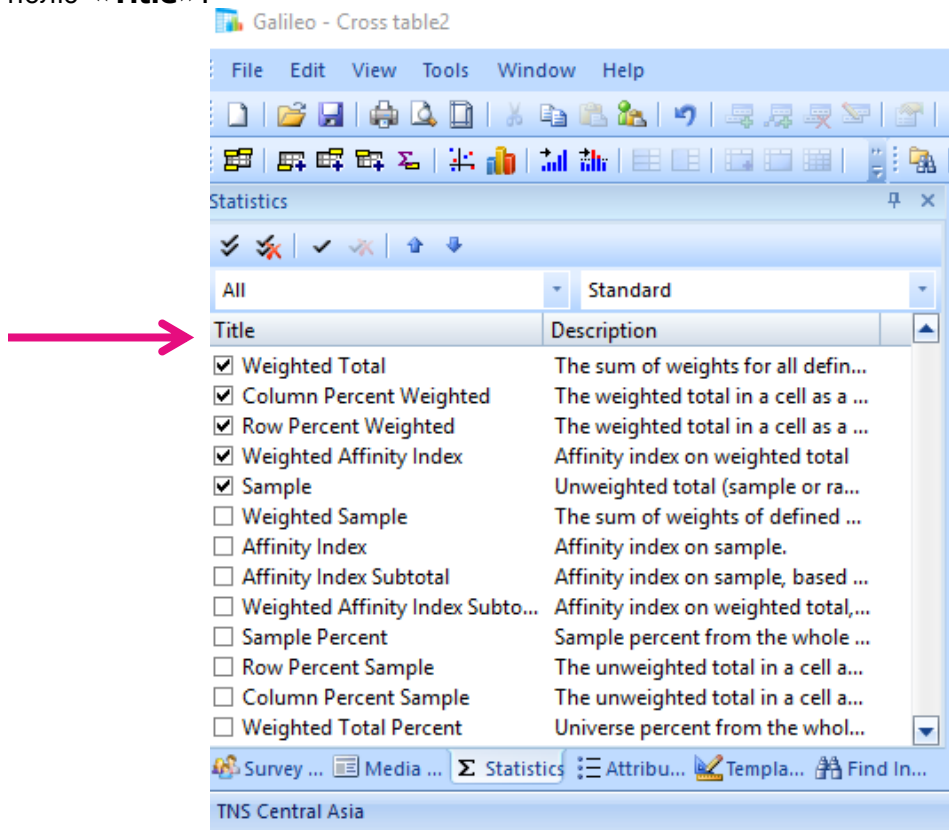 полю «Title».
Galileo - Cross table2
File Edit View Tools Window Help
Statistics
All Standard
Title Description
Weighted Total The sum of weights for all defin...
Column Percent Weighted The weighted total in a cell as a ...
Row Percent Weighted The weighted total in a cell as a ...
Weighted Affinity Index Affinity index on weighted total
Sample Unweighted total (sample or ra...
Weighted Sample The sum of weights of defined ...
Affinity Index Affinity index on sample.
Affinity Index Subtotal Affinity index on sample, based ...
Weighted Affinity Index Subto... Affinity index on weighted total,...
Sample Percent Sample percent from the whole ...
Row Percent Sample The unweighted total in a cell a...
Column Percent Sample The unweighted total in a cell a...
Weighted Total Percent Universe percent from the whol...
Survey ... Media ... Σ Statistics Attribu... Templa... Find In...
TNS Central Asia